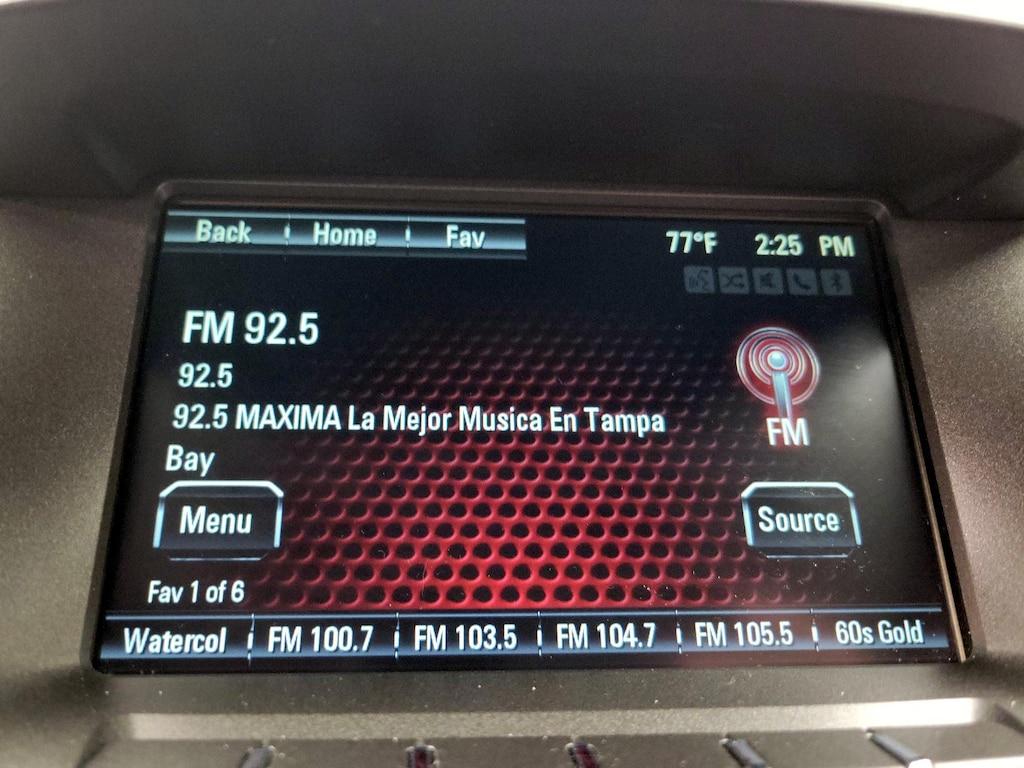 Back Home Fav 77°F 2:25 PM
FM 92.5
92.5
92.5 MAXIMA La Mejor Musica En Tampa
Bay
FM
Menu Source
Fav 1 of 6
Watercol FM 100.7 FM 103.5 FM 104.7 FM 105.5 60s Gold